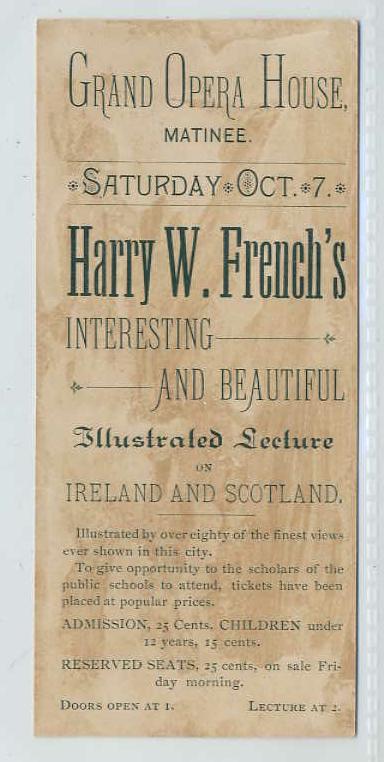 GRAND OPERA HOUSE,
MATINEE.
SATURDAY OCT. 7.
Harry W. French's
INTERESTING
AND BEAUTIFUL
Illustrated Lecture
ON
IRELAND AND SCOTLAND.
Illustrated by over eighty of the finest views
ever shown in this city.
To give opportunity to the scholars of the
public schools to attend, tickets have been
placed at popular prices.
ADMISSION, 25 Cents. CHILDREN under
12 years, 15 cents.
RESERVED SEATS, 25 cents, on sale Fri-
day morning.
DOORS OPEN AT 1. LECTURE AT 2.